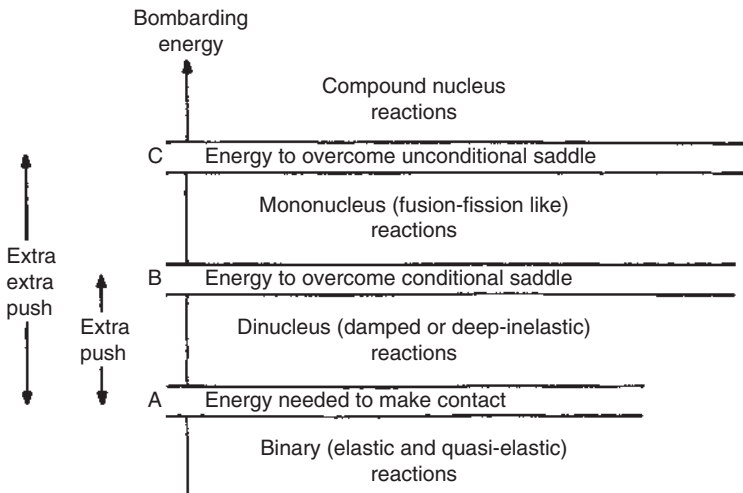 Bombarding
energy
Compound nucleus
reactions
C Energy to overcome unconditional saddle
Mononucleus (fusion-fission like)
reactions
Extra
extra
push
B Energy to overcome conditional saddle
Extra
push
Dinucleus (damped or deep-inelastic)
reactions
A Energy needed to make contact
Binary (elastic and quasi-elastic)
reactions